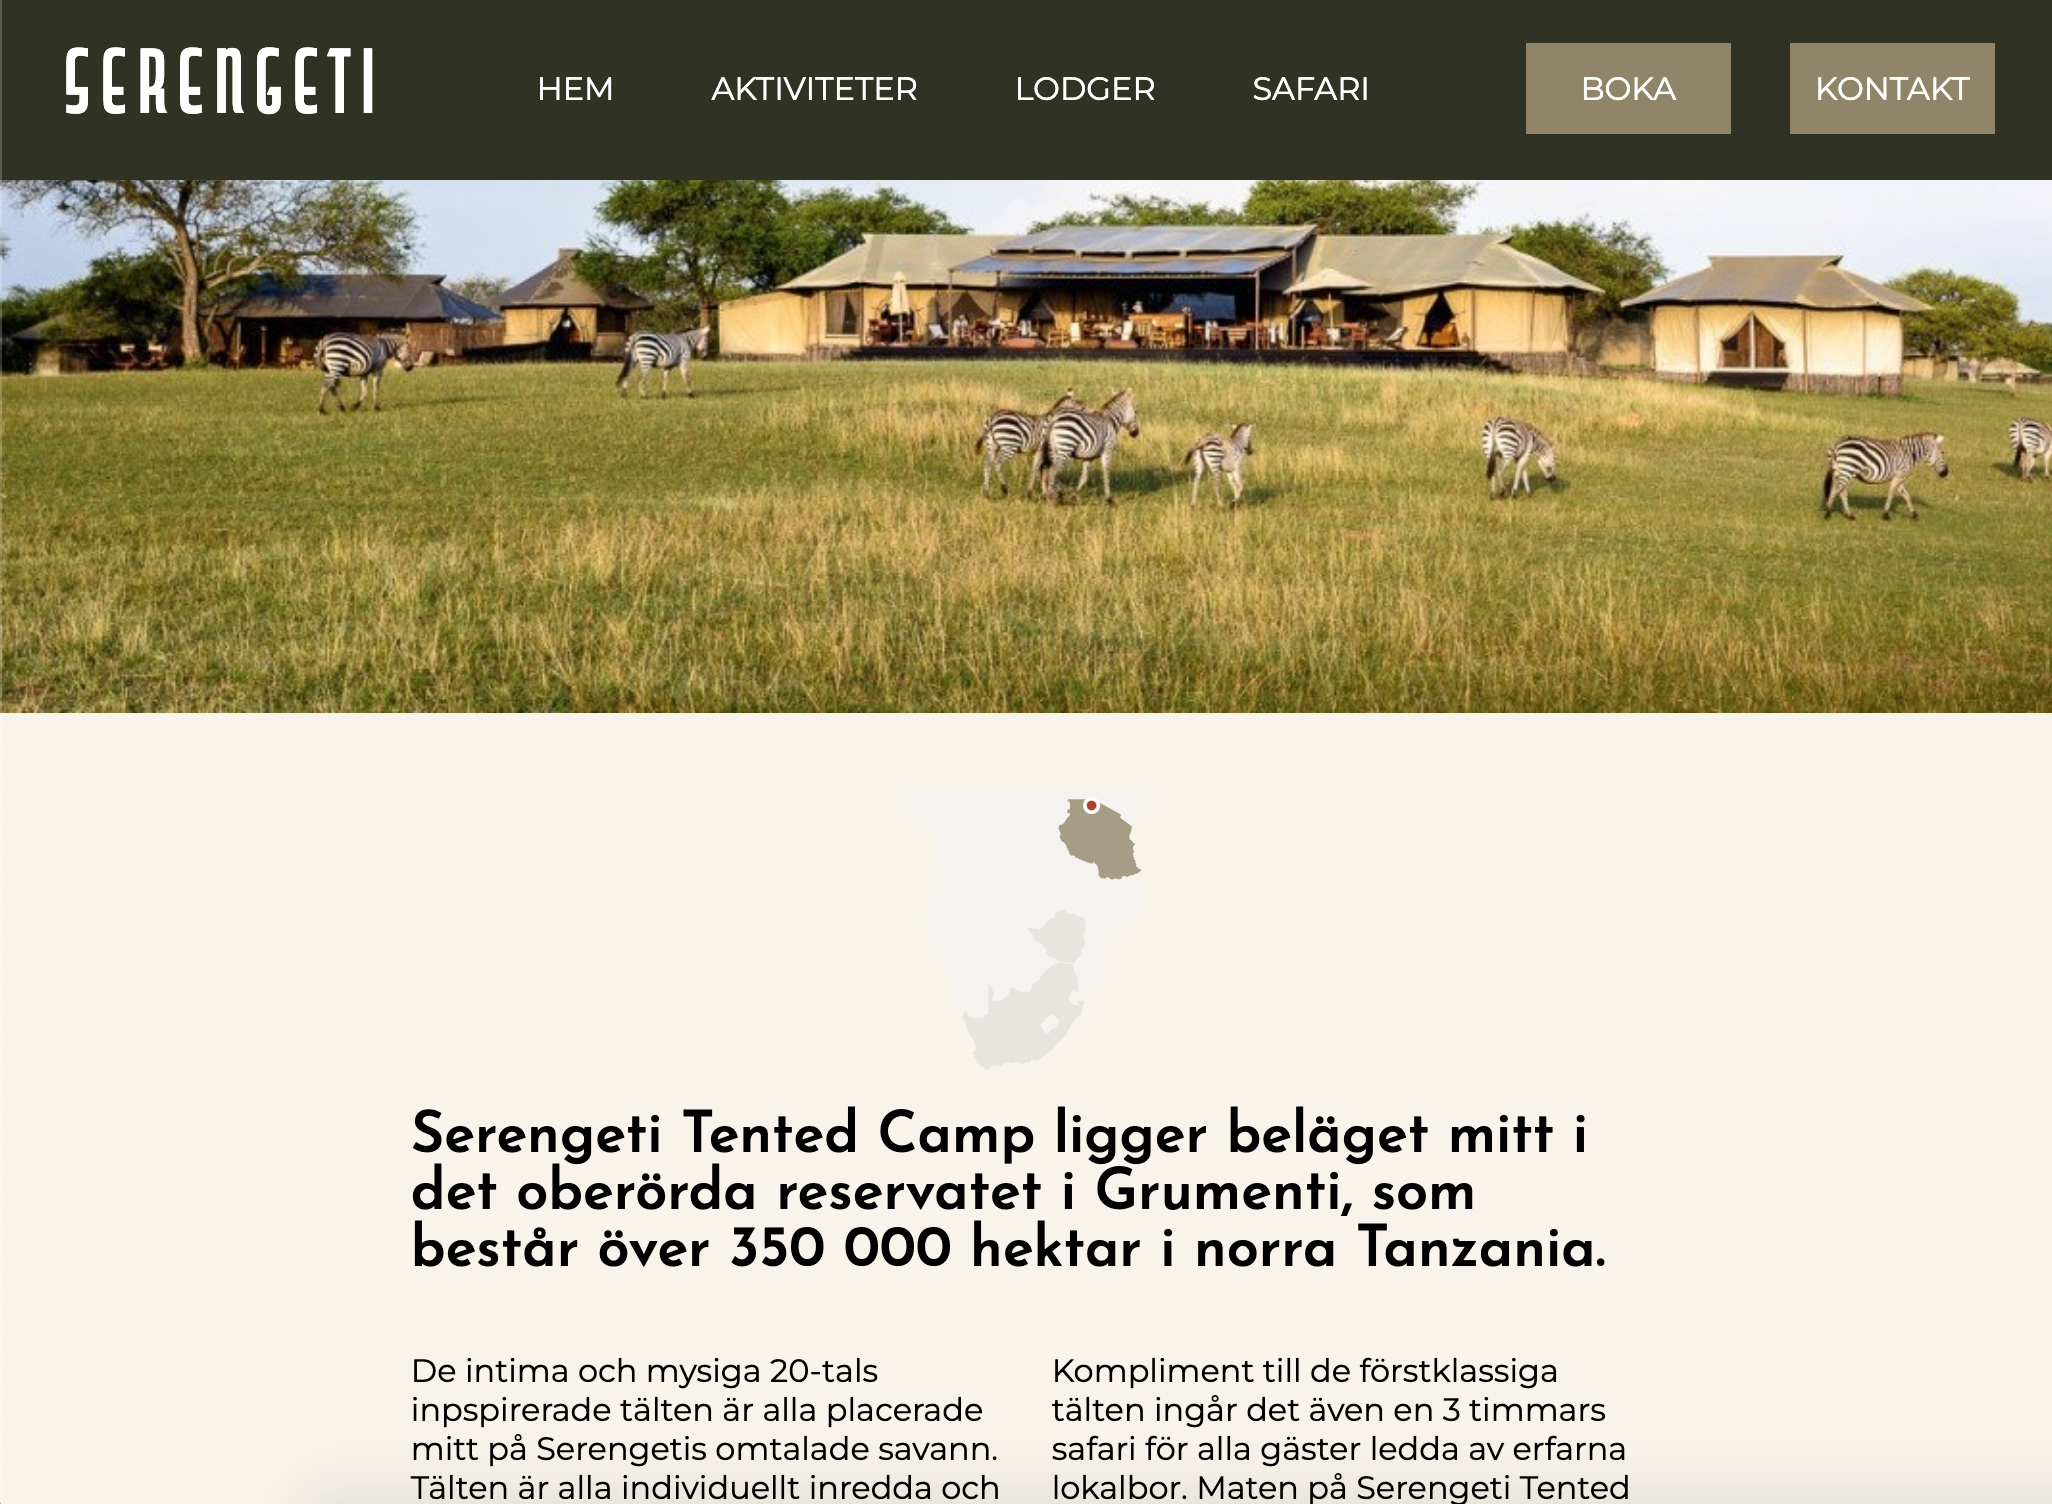 SERENGETI
HEM
AKTIVITETER
LODGER
SAFARI
BOKA
KONTAKT
Serengeti Tented Camp ligger beläget mitt i
det oberörda reservatet i Grumenti, som
består över 350 000 hektar i norra Tanzania.
De intima och mysiga 20-tals
inpspirerade tälten är alla placerade
mitt på Serengetis omtalade savann.
Tälten är alla individuellt inredda och
Kompliment till de förstklassiga
tälten ingår det även en 3 timmars
safari för alla gäster ledda av erfarna
lokalbor. Maten på Serengeti Tented